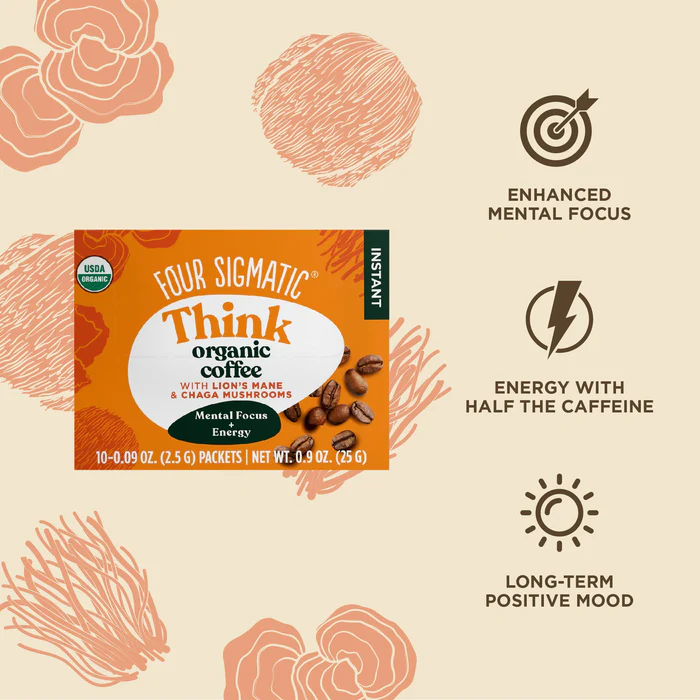 USDA
ORGANIC
INSTANT
FOUR SIGMATIC®
Think
organic
coffee
WITH LION'S MANE
& CHAGA MUSHROOMS
Mental Focus
+
Energy
10-0.09 OZ. (2.5 G) PACKETS | NET WT. 0.9 OZ. (25 G)
ENHANCED
MENTAL FOCUS
ENERGY WITH
HALF THE CAFFEINE
LONG-TERM
POSITIVE MOOD